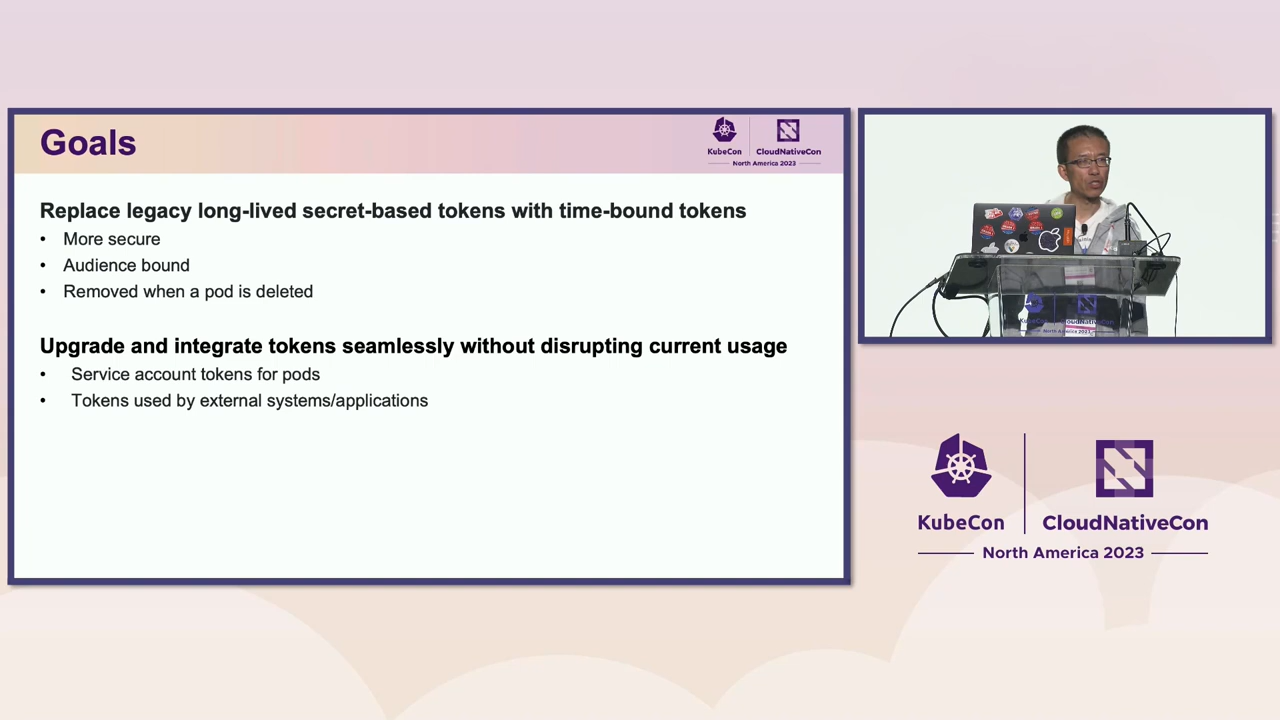 Goals
KubeCon
CloudNativeCon
North America 2023
Replace legacy long-lived secret-based tokens with time-bound tokens
• More secure
• Audience bound
• Removed when a pod is deleted
Upgrade and integrate tokens seamlessly without disrupting current usage
• Service account tokens for pods
• Tokens used by external systems/applications
KubeCon
CloudNativeCon
North America 2023